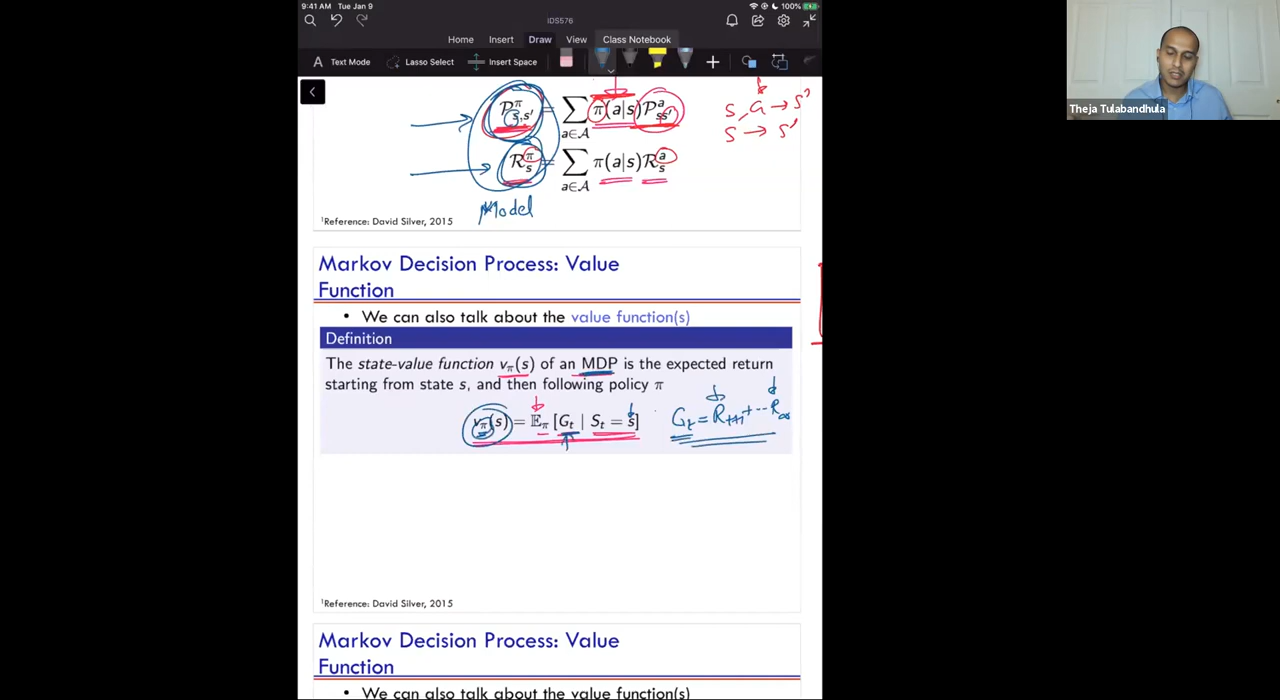 9:41 AM Tue Jan 9
100%
IDS576
Home Insert Draw View Class Notebook
A Text Mode Lasso Select Insert Space
𝒫^π_{s,s'} = ∑_{a∈𝒜} π(a|s) 𝒫^a_{ss'}
s, a → s'
s → s'
ℛ^π_s = ∑_{a∈𝒜} π(a|s) ℛ^a_s
Model
¹Reference: David Silver, 2015
Markov Decision Process: Value
Function
• We can also talk about the value function(s)
Definition
The state-value function v_π(s) of an MDP is the expected return
starting from state s, and then following policy π
v_π(s) = 𝔼_π [G_t | S_t = s]
G_t = R_{t+1} + ·· R_∞
¹Reference: David Silver, 2015
Markov Decision Process: Value
Function
• We can also talk about the value function(s)
Theja Tulabandhula